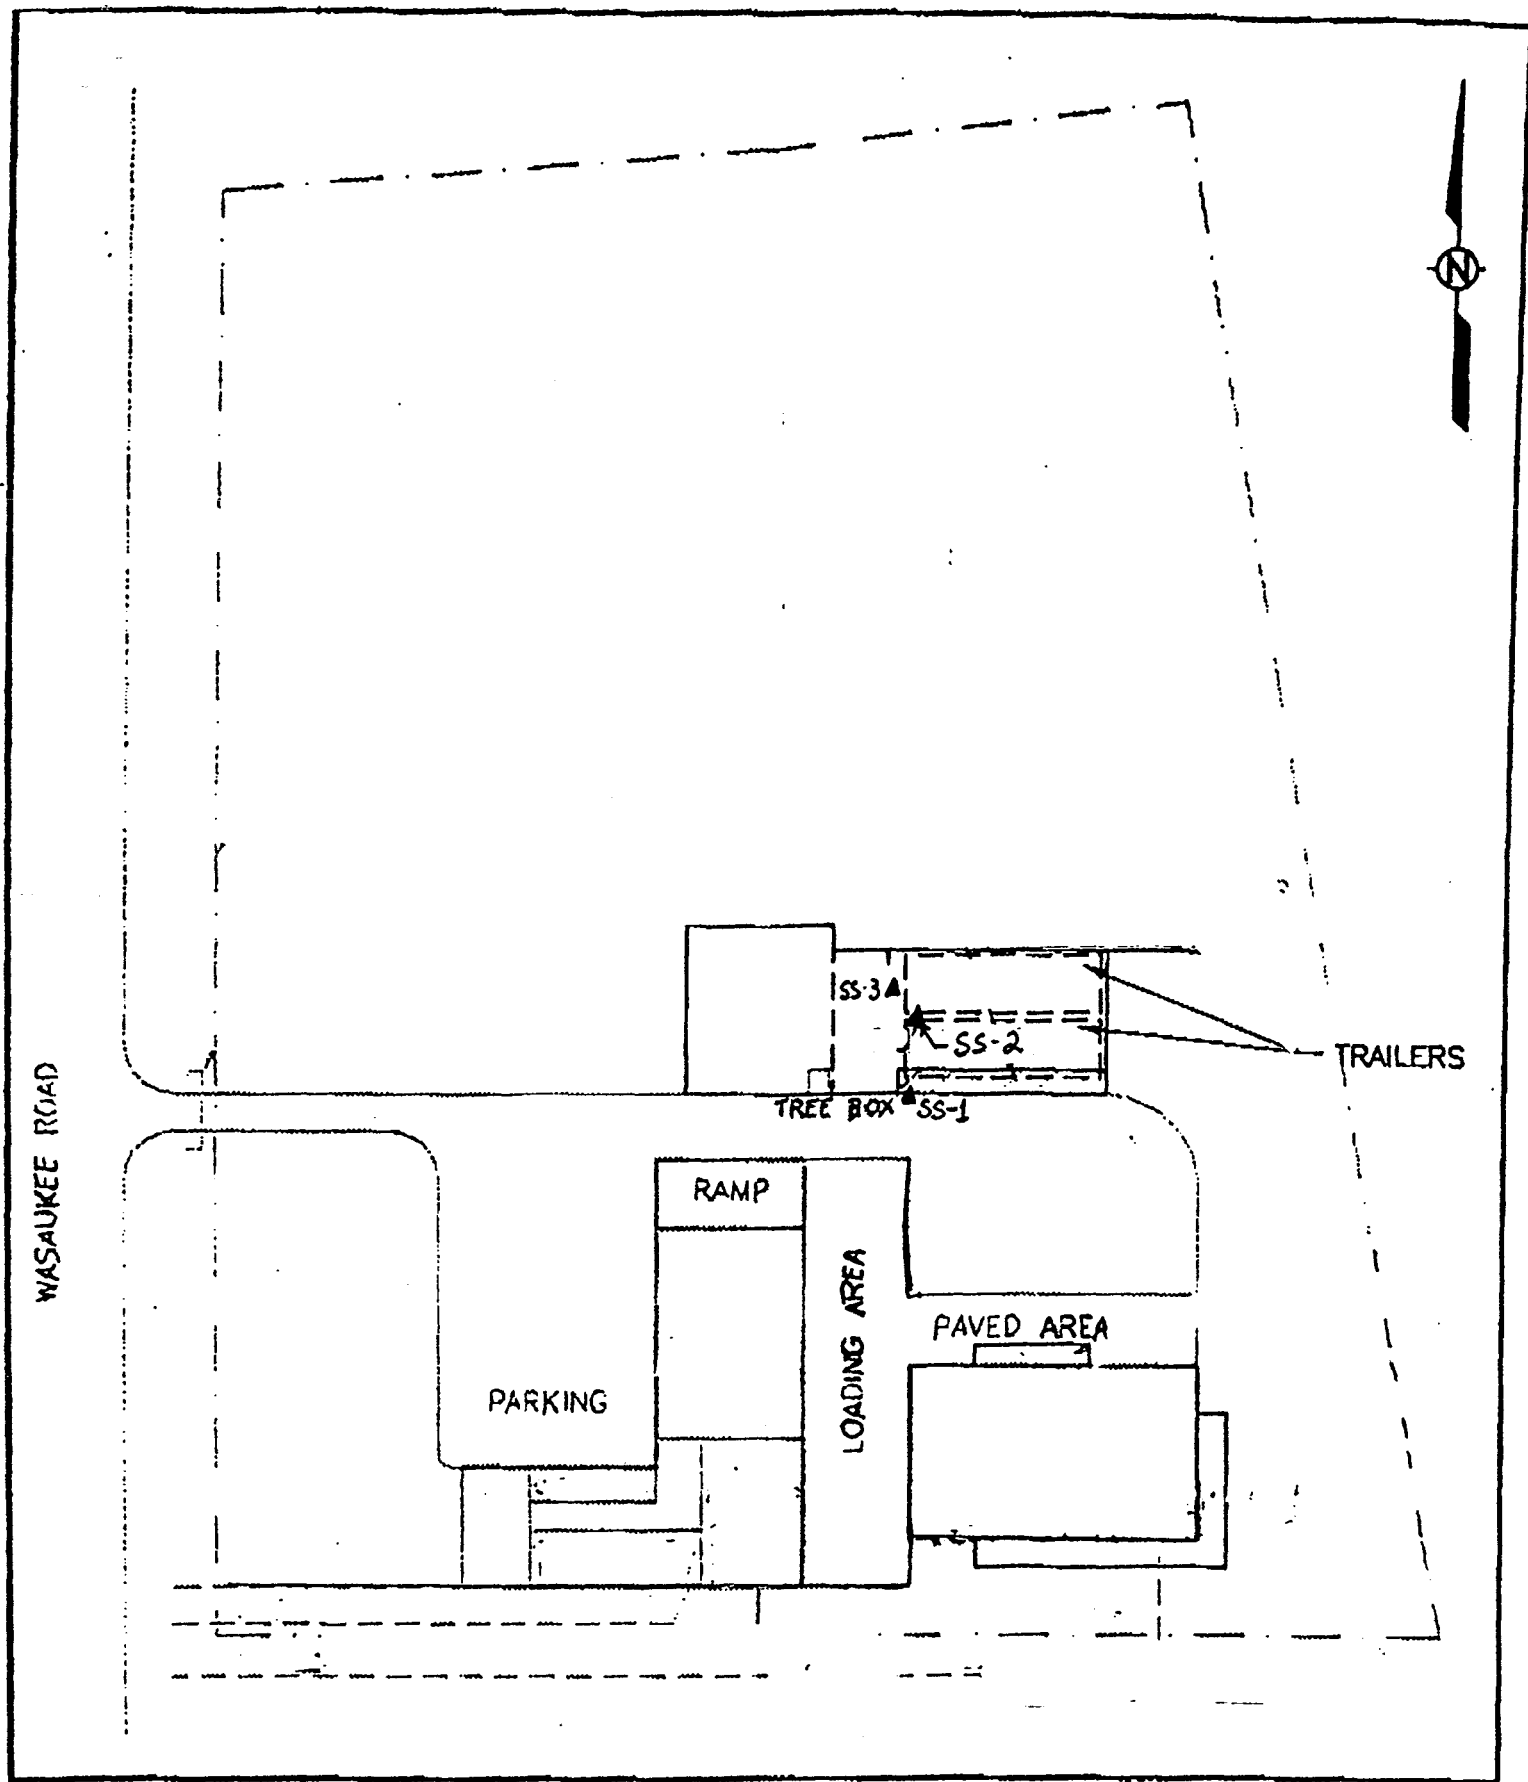 N
SS-3
SS-2
TRAILERS
TREE BOX
SS-1
WASAUKEE ROAD
RAMP
LOADING AREA
PAVED AREA
PARKING